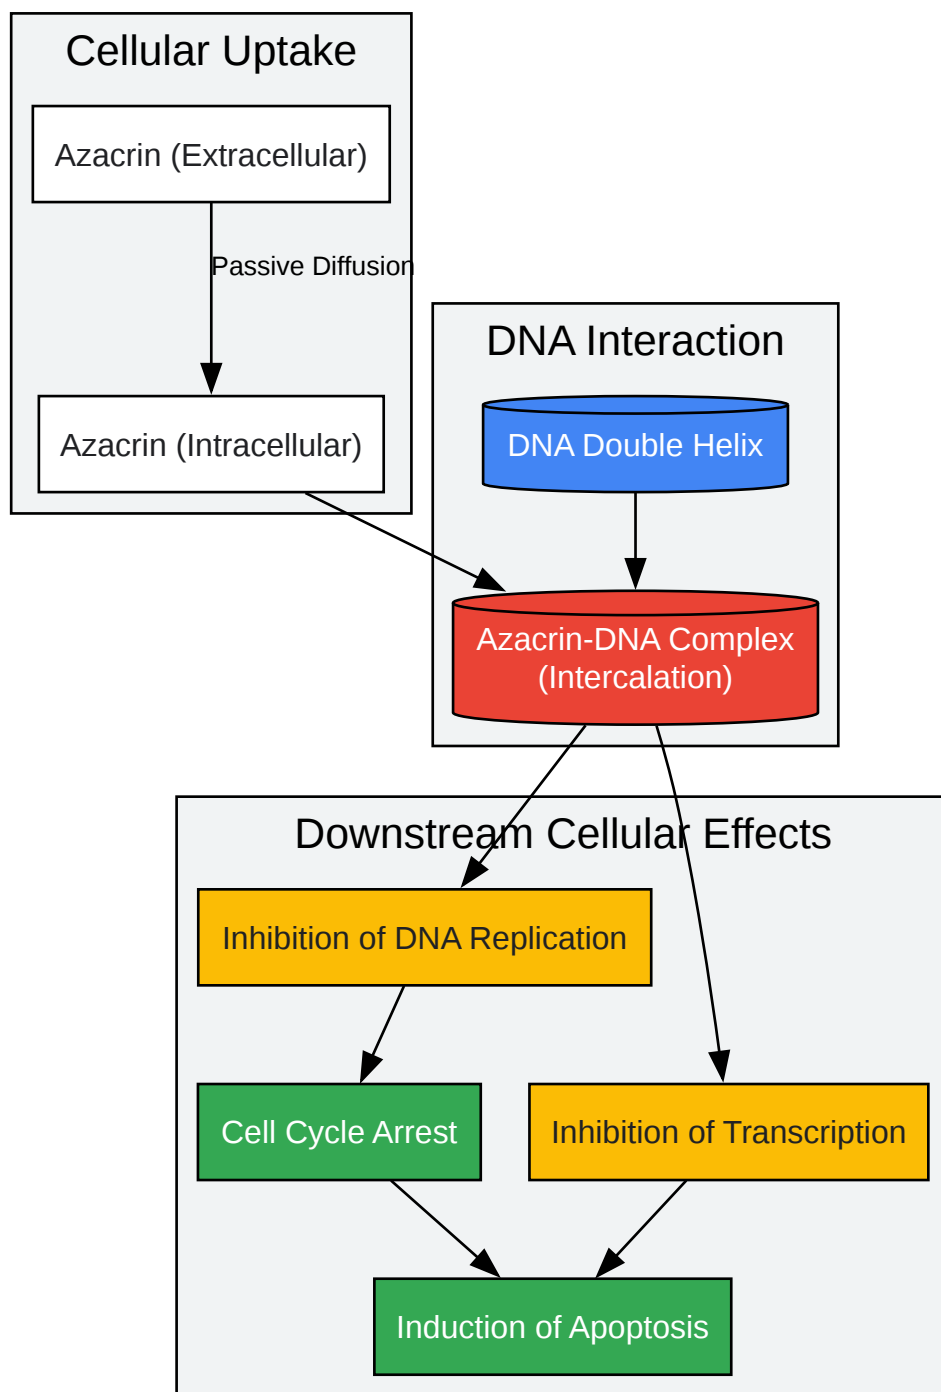 Cellular Uptake
Azacrin (Extracellular)
Passive Diffusion
Azacrin (Intracellular)
DNA Interaction
DNA Double Helix
Azacrin-DNA Complex
(Intercalation)
Downstream Cellular Effects
Inhibition of DNA Replication
Cell Cycle Arrest
Inhibition of Transcription
Induction of Apoptosis